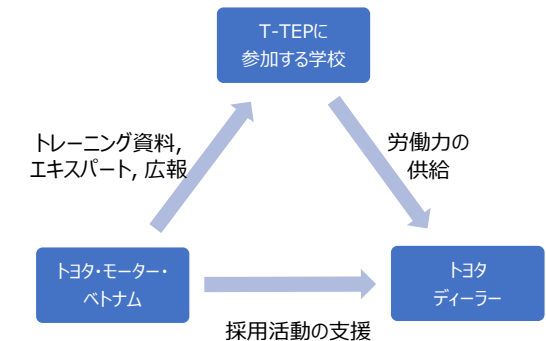 T-TEPに
参加する学校
トレーニング資料,
エキスパート, 広報
労働力の
供給
トヨタ・モーター・
ベトナム
トヨタ
ディーラー
採用活動の支援